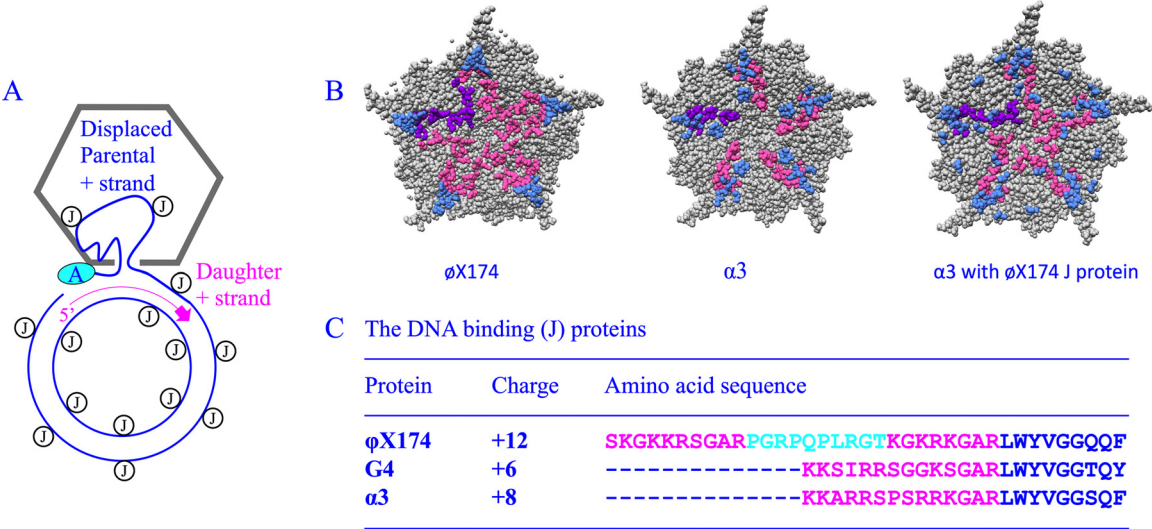 A
Displaced
Parental
+ strand
J
J
A
J
Daughter
+ strand
5'
J
J
J
J
J
J
J
J
J
J
J
B
øX174
α3
α3 with øX174 J protein
C The DNA binding (J) proteins
Protein Charge Amino acid sequence
φX174 +12 SKGKKRSGARPGRPQPLRGTKGKRKGARLWYVGGQQF
G4 +6 --------------KKSIRRSGGKSGARLWYVGGTQY
α3 +8 --------------KKARRSPSRRKGARLWYVGGSQF